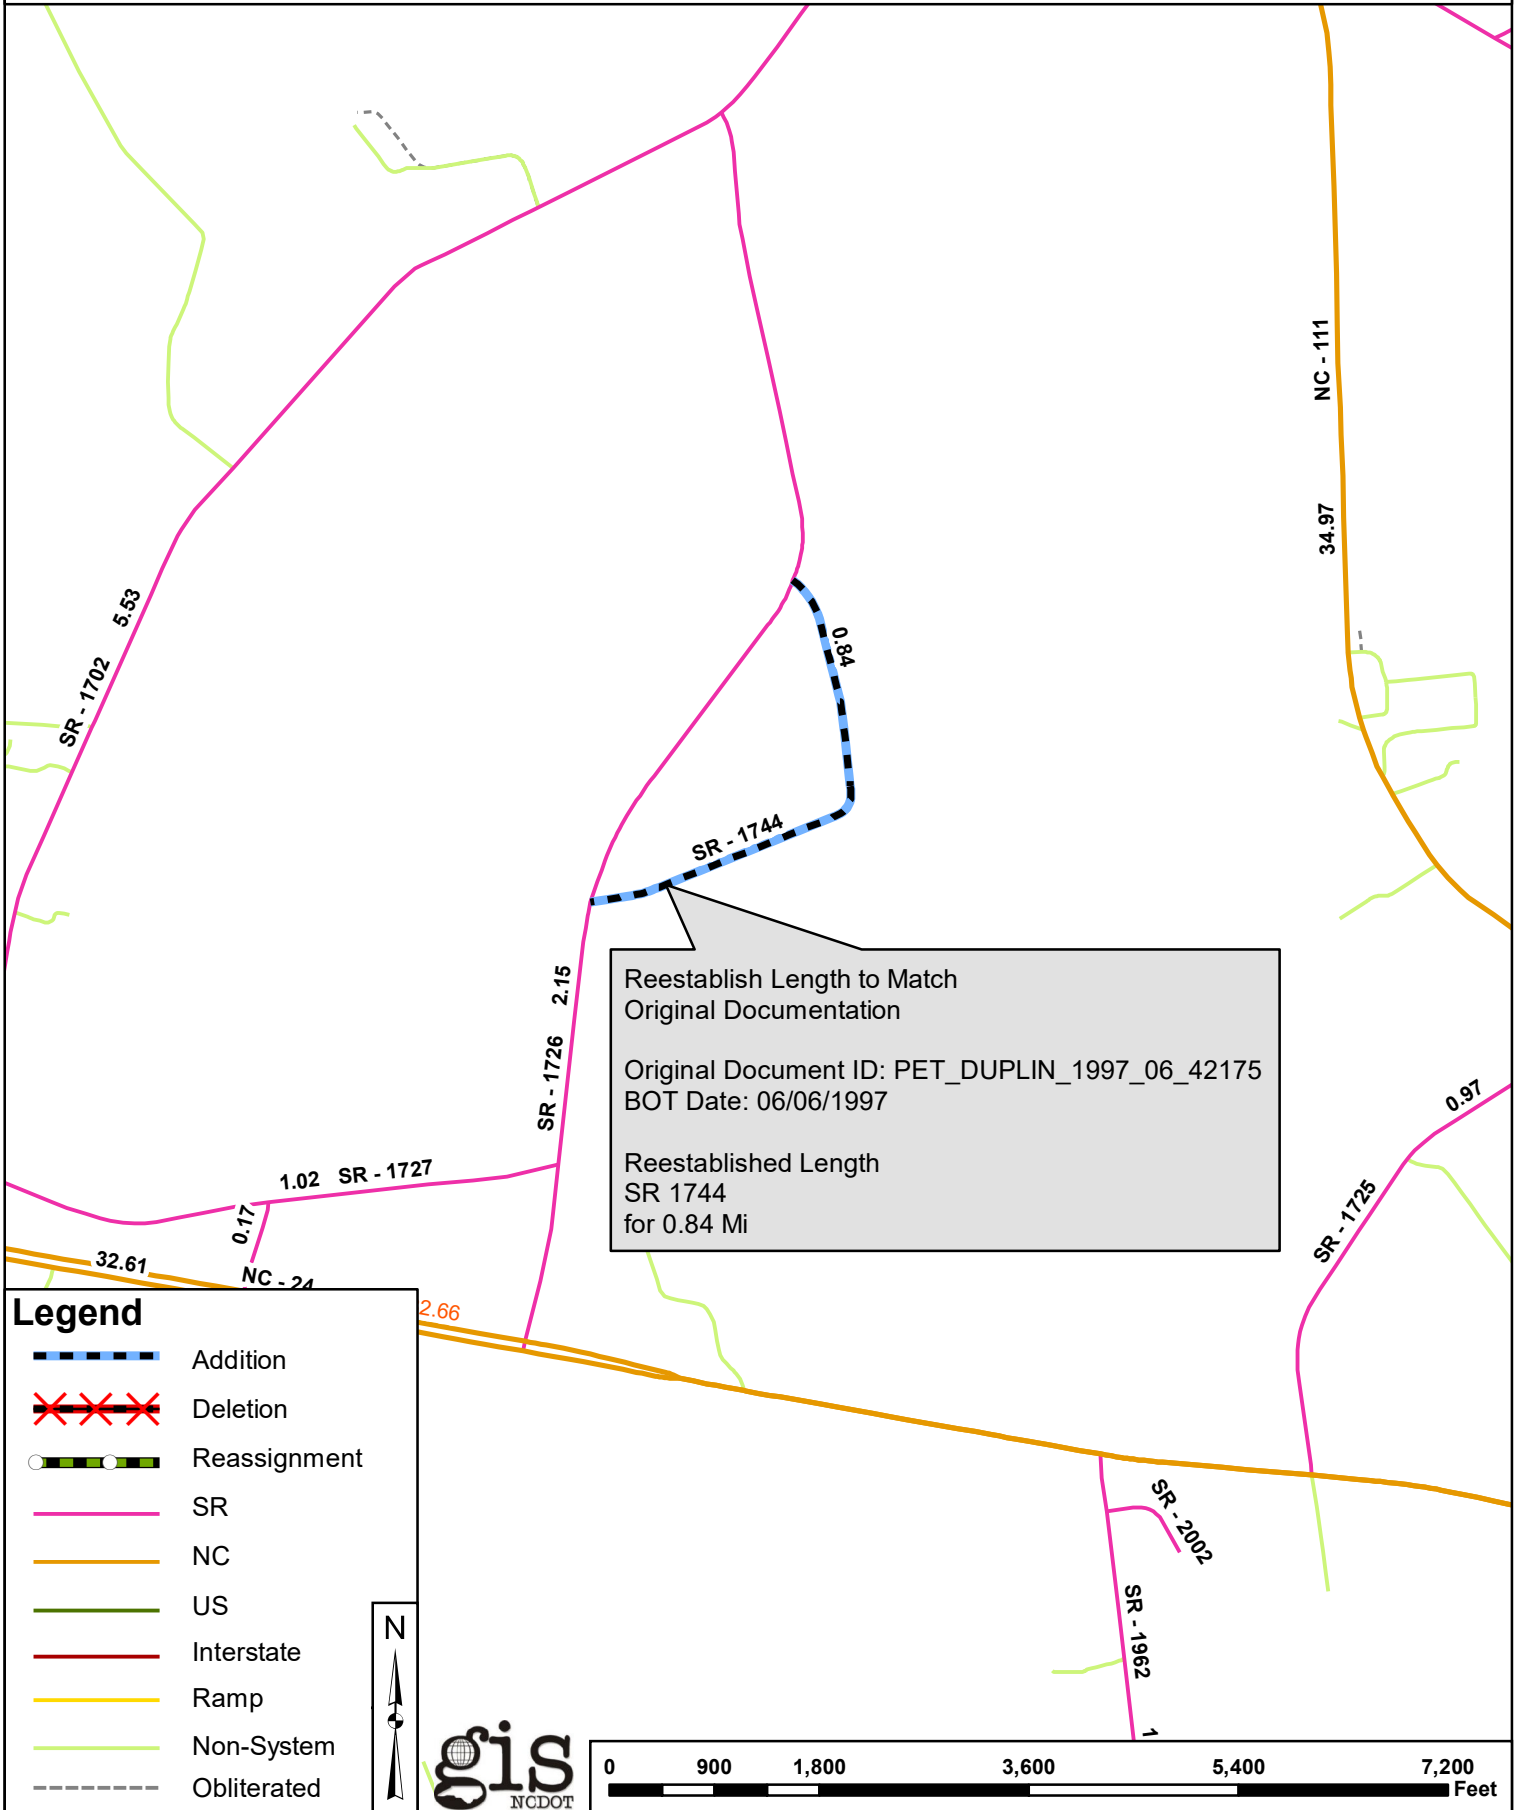 NC - 111
34.97
5.53
SR - 1702
0.84
SR - 1744
2.15
SR - 1726
Reestablish Length to Match
Original Documentation
Original Document ID: PET_DUPLIN_1997_06_42175
BOT Date: 06/06/1997
Reestablished Length
SR 1744
for 0.84 Mi
0.97
SR - 1725
1.02 SR - 1727
0.17
32.61
NC - 24
2.66
SR - 2002
SR - 1962
1
Legend
Addition
Deletion
Reassignment
SR
NC
US
Interstate
Ramp
Non-System
Obliterated
N
gis
NCDOT
0 900 1,800 3,600 5,400 7,200
Feet